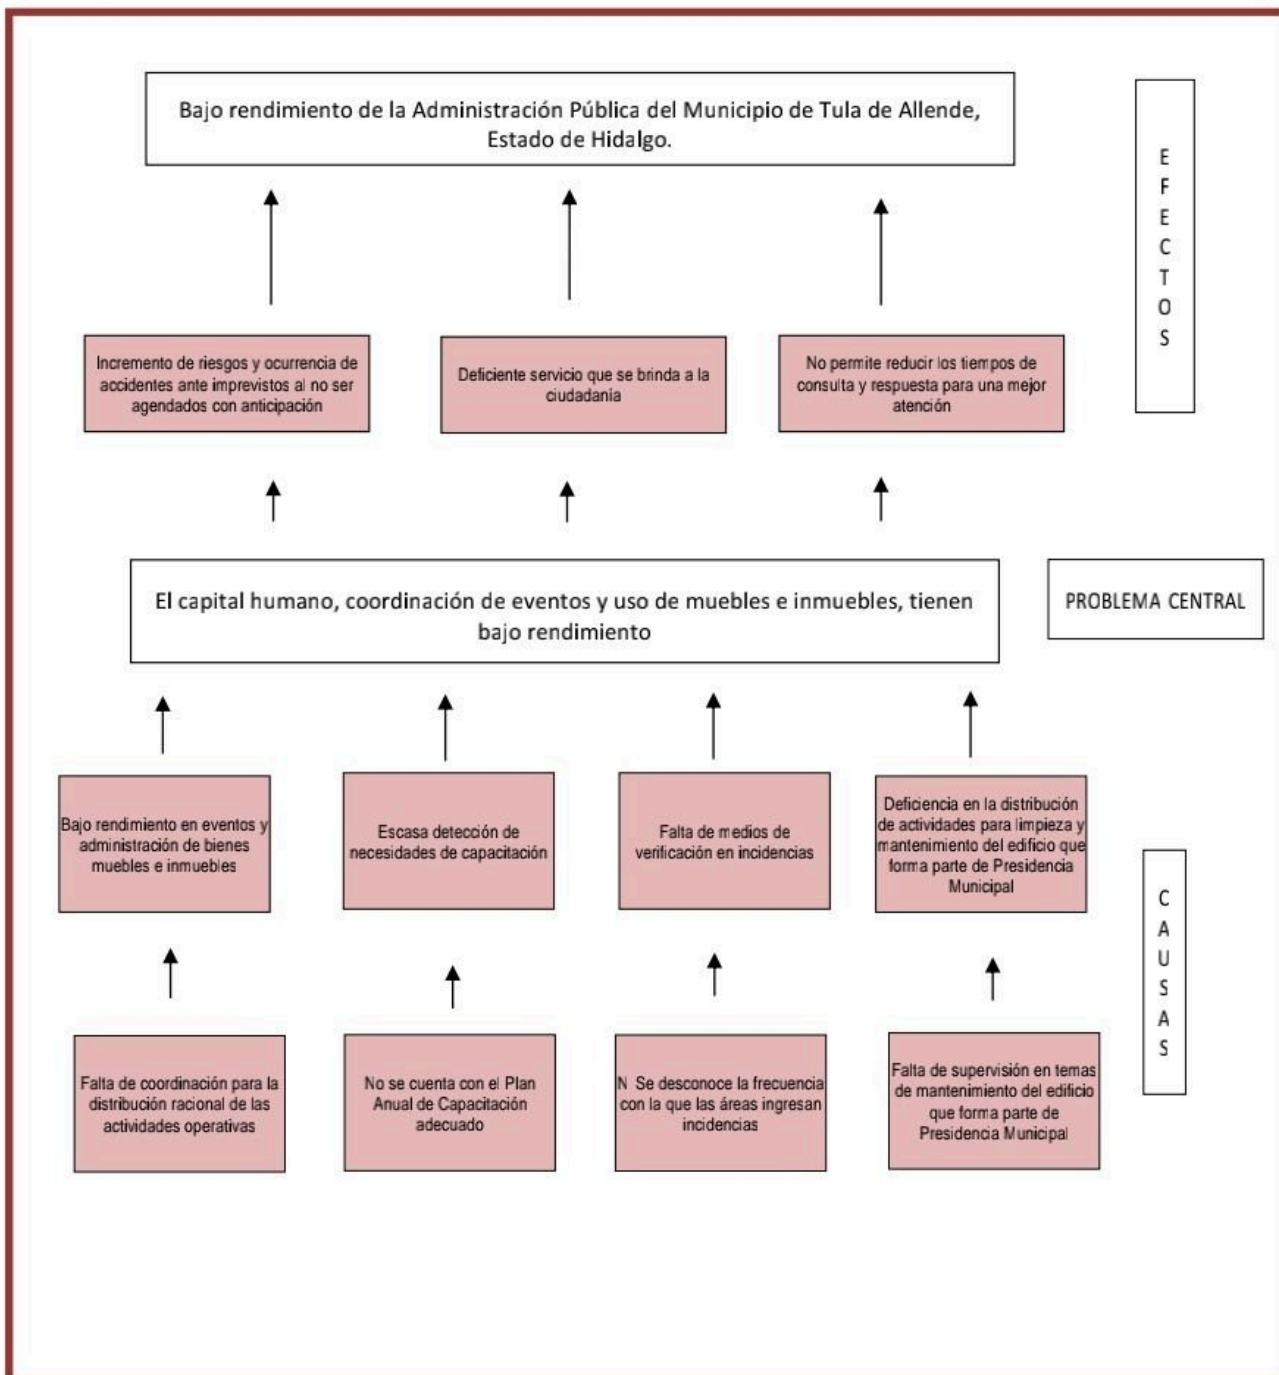 Bajo rendimiento de la Administración Pública del Municipio de Tula de Allende,
Estado de Hidalgo.
E
F
E
C
T
O
S
Incremento de riesgos y ocurrencia de
accidentes ante imprevistos al no ser
agendados con anticipación
Deficiente servicio que se brinda a la
ciudadanía
No permite reducir los tiempos de
consulta y respuesta para una mejor
atención
El capital humano, coordinación de eventos y uso de muebles e inmuebles, tienen
bajo rendimiento
PROBLEMA CENTRAL
Bajo rendimiento en eventos y
administración de bienes
muebles e inmuebles
Escasa detección de
necesidades de capacitación
Falta de medios de
verificación en incidencias
Deficiencia en la distribución
de actividades para limpieza y
mantenimiento del edificio que
forma parte de Presidencia
Municipal
C
A
U
S
A
S
Falta de coordinación para la
distribución racional de las
actividades operativas
No se cuenta con el Plan
Anual de Capacitación
adecuado
N Se desconoce la frecuencia
con la que las áreas ingresan
incidencias
Falta de supervisión en temas
de mantenimiento del edificio
que forma parte de
Presidencia Municipal